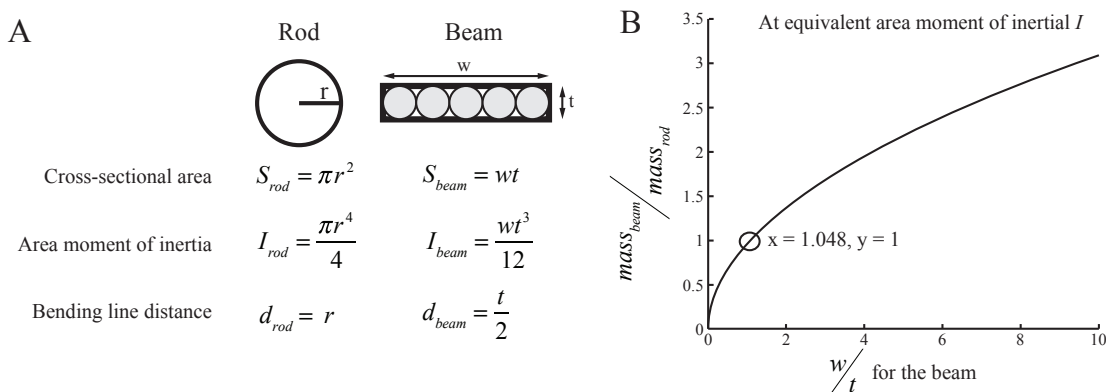 A
Rod
Beam
w
r
t
Cross-sectional area S_rod = πr² S_beam = wt
Area moment of inertia I_rod = πr⁴/4 I_beam = wt³/12
Bending line distance d_rod = r d_beam = t/2
B
At equivalent area moment of inertial I
3.5
3
2.5
2
1.5
1
0.5
0
mass_beam/mass_rod
x = 1.048, y = 1
0 2 4 6 8 10
w/t for the beam